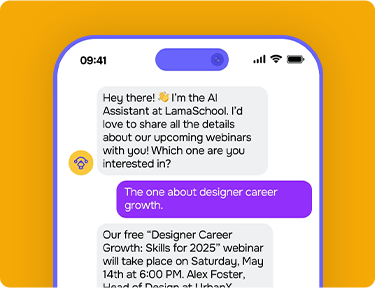 09:41
Hey there! 👋 I'm the AI
Assistant at LamaSchool. I'd
love to share all the details
about our upcoming webinars
with you! Which one are you
interested in?
The one about designer career
growth.
Our free “Designer Career
Growth: Skills for 2025” webinar
will take place on Saturday, May
14th at 6:00 PM. Alex Foster,
Head of Design at UrbanX